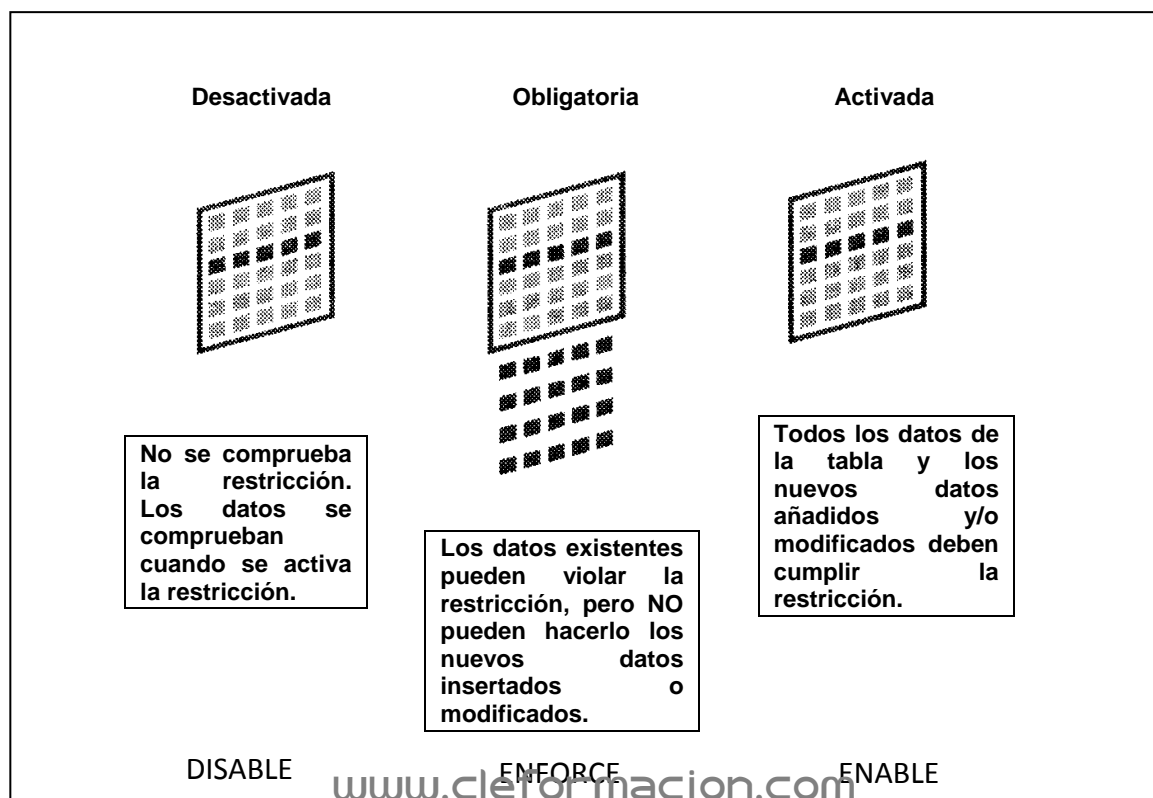 Desactivada
Obligatoria
Activada
No se comprueba
la restricción.
Los datos se
comprueban
cuando se activa
la restricción.
Los datos existentes
pueden violar la
restricción, pero NO
pueden hacerlo los
nuevos datos
insertados o
modificados.
Todos los datos de
la tabla y los
nuevos datos
añadidos y/o
modificados deben
cumplir la
restricción.
DISABLE
ENFORCE
ENABLE
www.cleformacion.com